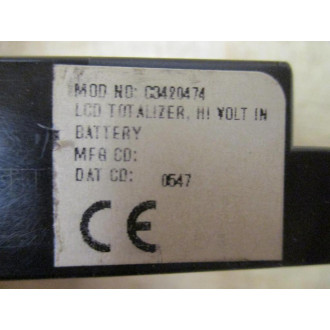 MOD NO: C3420474
LCD TOTALIZER, HI VOLT IN
BATTERY
MFG CD:
DAT CD: 0547
CE